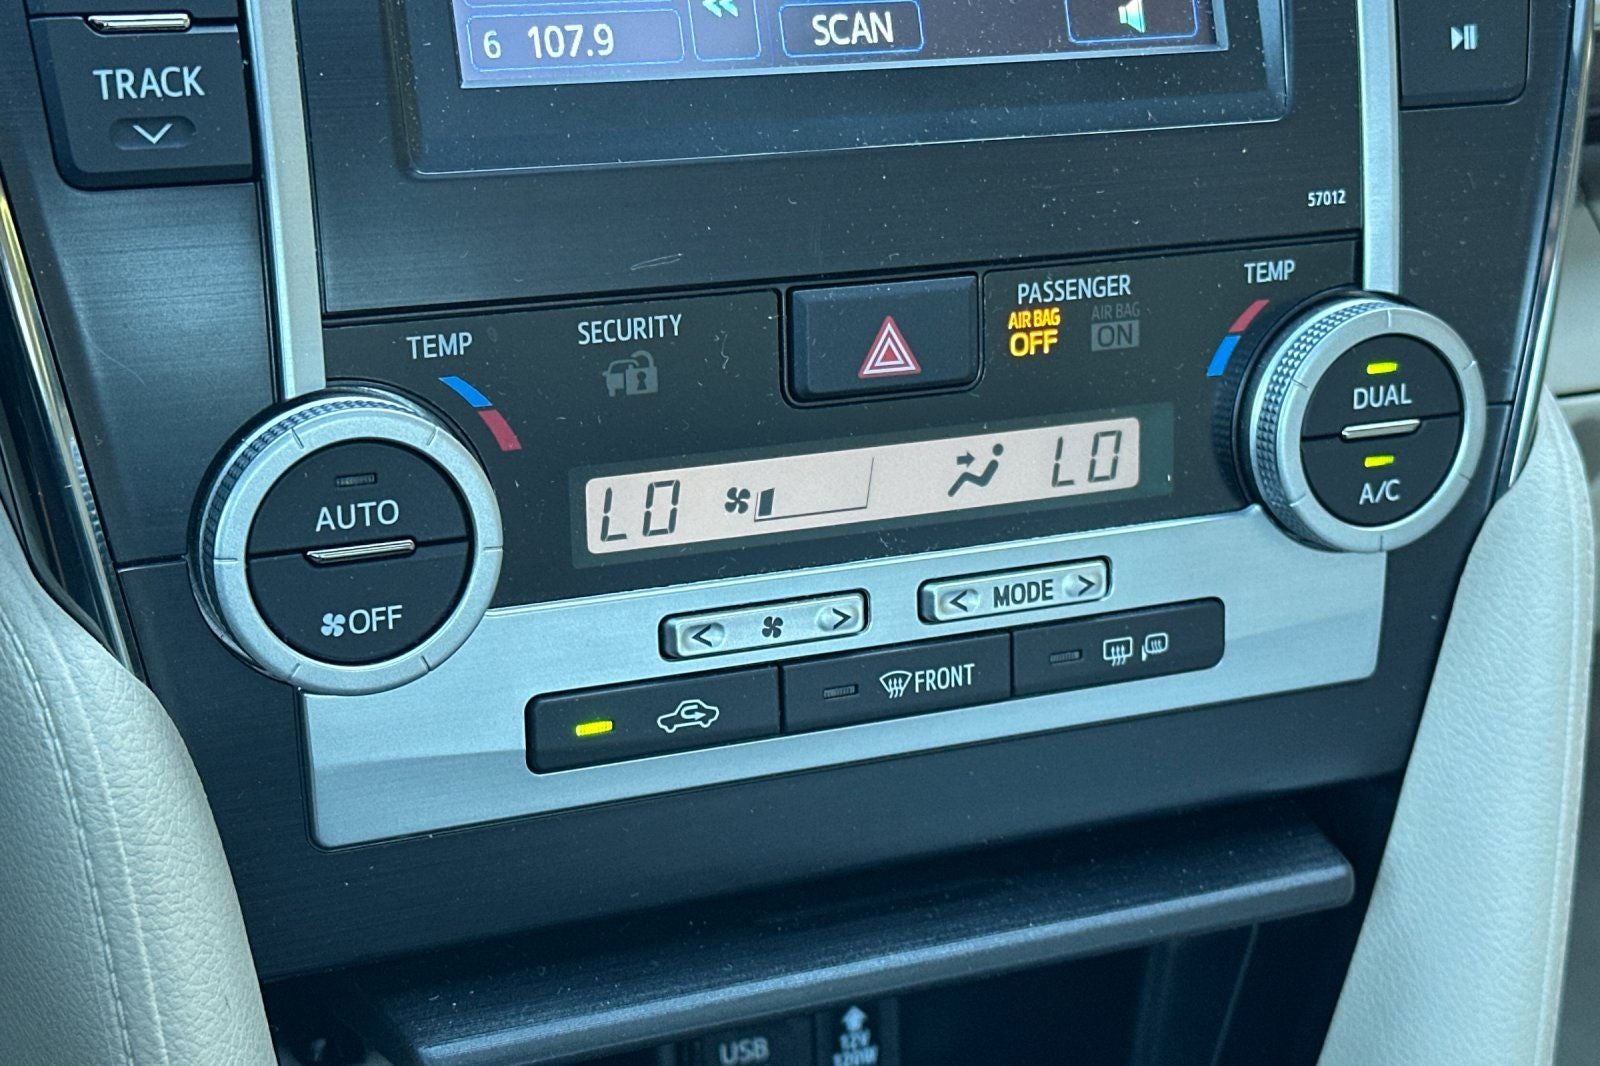 6 107.9
SCAN
TRACK
57012
TEMP
SECURITY
PASSENGER
AIR BAG
OFF
AIR BAG
ON
TEMP
AUTO
OFF
LO
LO
DUAL
A/C
< >
< MODE >
FRONT
USB
12V
120W